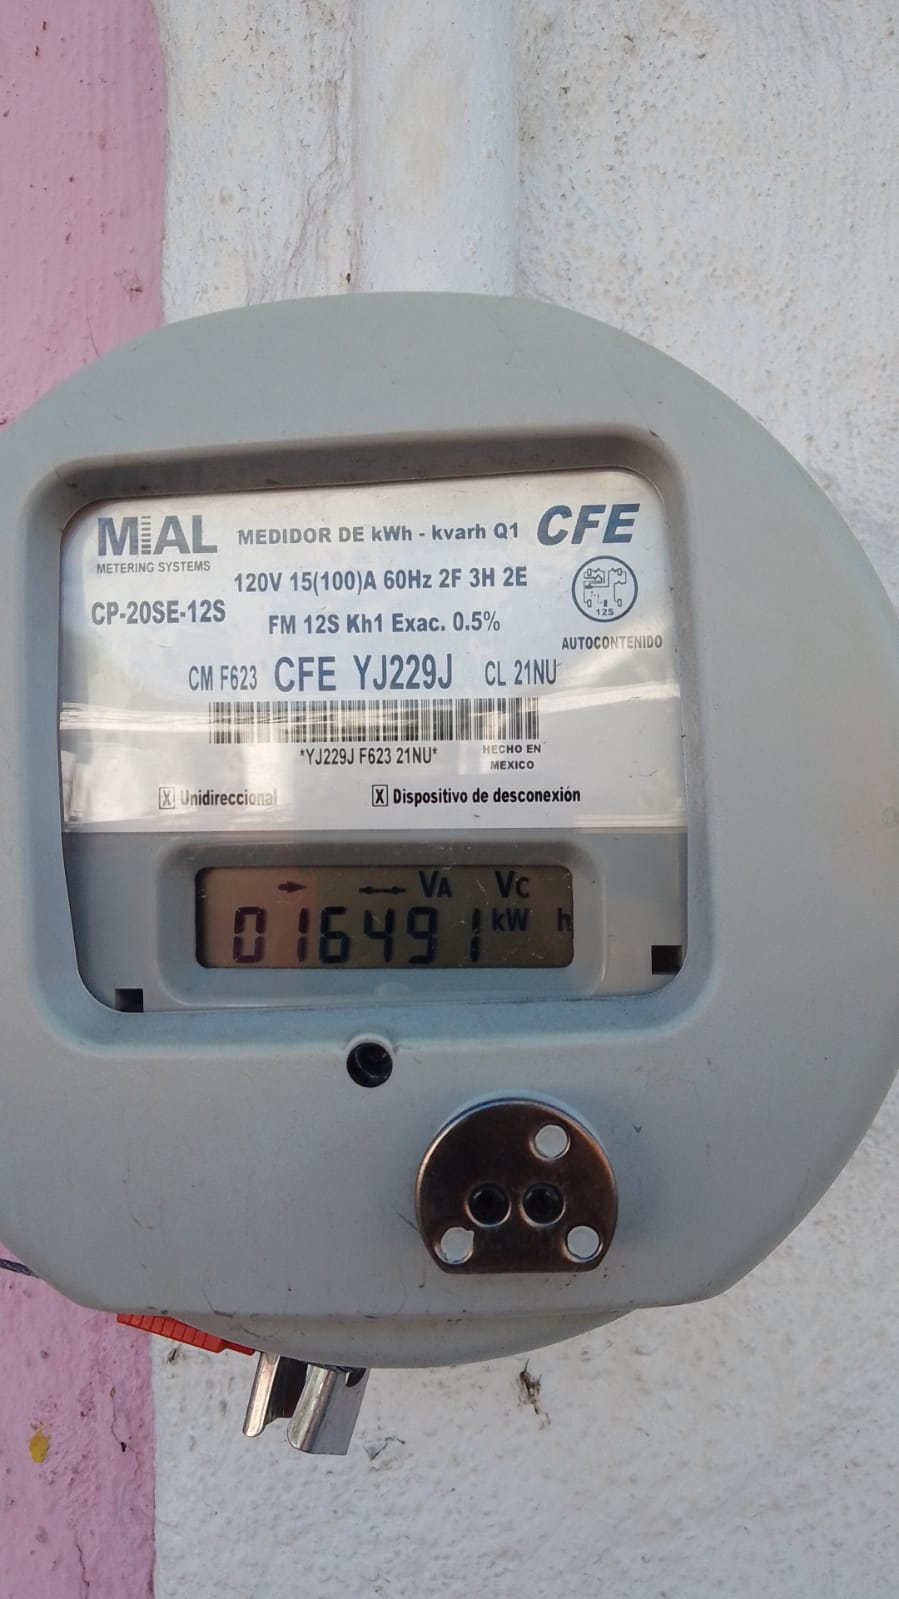 MIAL
METERING SYSTEMS
MEDIDOR DE kWh - kvarh Q1
CFE
120V 15(100)A 60Hz 2F 3H 2E
CP-20SE-12S
FM 12S Kh1 Exac. 0.5%
12S
AUTOCONTENIDO
CM F623 CFE YJ229J CL 21NU
*YJ229J F623 21NU*
HECHO EN
MEXICO
X Unidireccional
X Dispositivo de desconexión
VA VC
016491 kW h